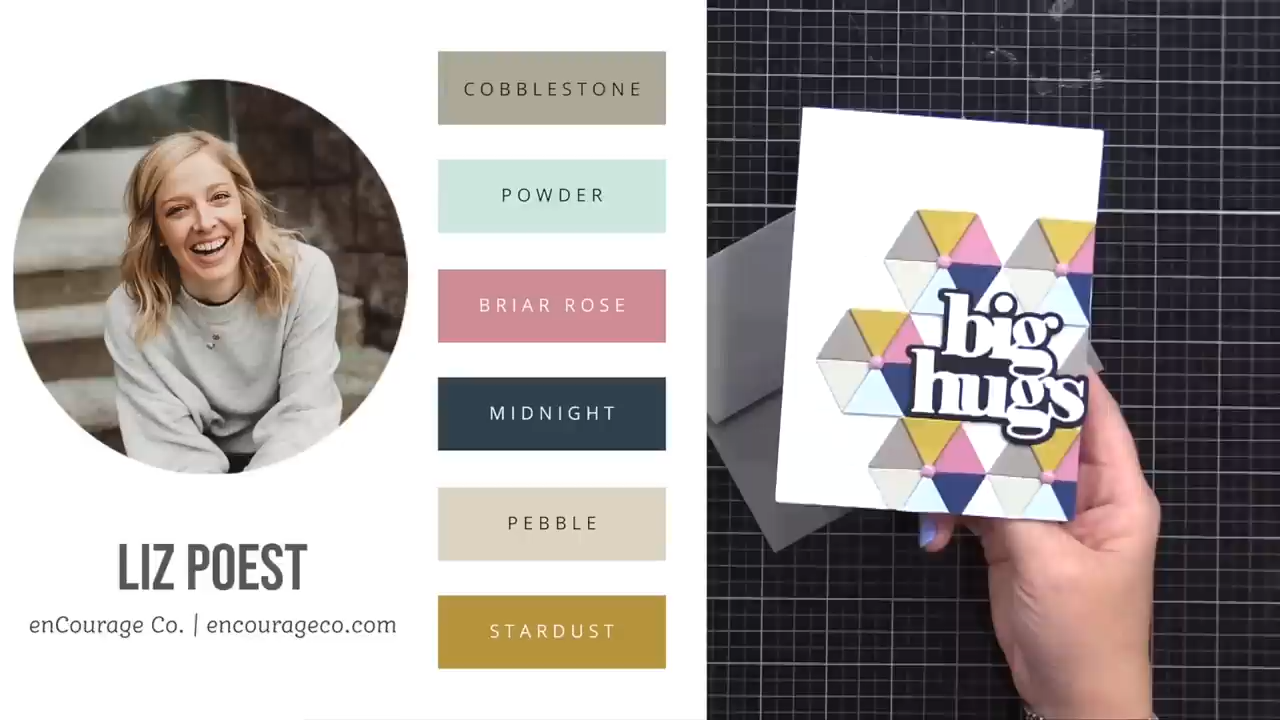 COBBLESTONE
POWDER
BRIAR ROSE
MIDNIGHT
PEBBLE
STARDUST
LIZ POEST
enCourage Co. | encourageco.com
big
hugs